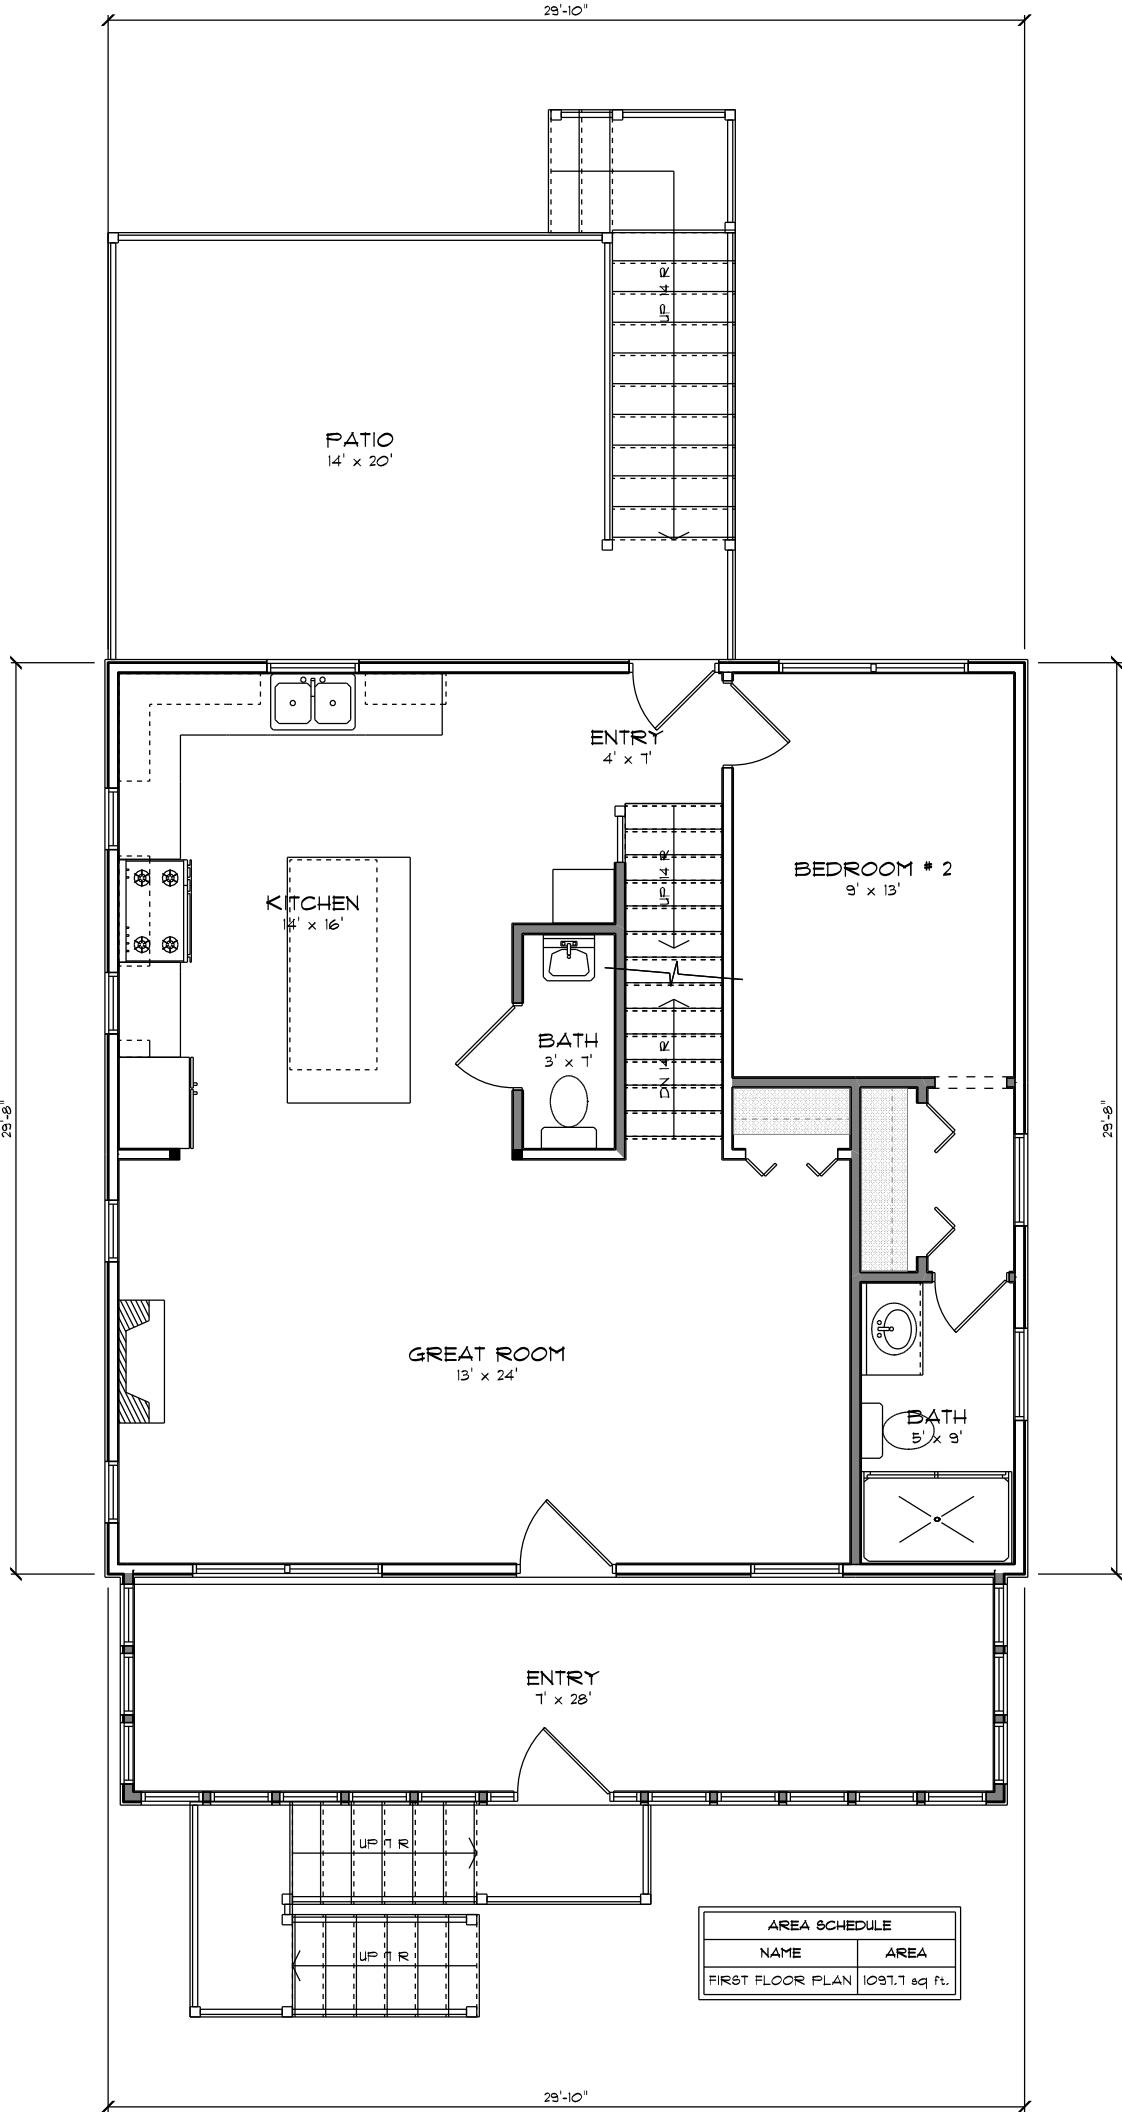 29'-10"
UP 14 R
PATIO
14' x 20'
ENTRY
4' x 7'
BEDROOM # 2
9' x 13'
UP 14 R
KITCHEN
14' x 16'
BATH
3' x 7'
DN 14 R
29'-8"
29'-8"
GREAT ROOM
13' x 24'
BATH
5' x 9'
ENTRY
7' x 28'
UP 7 R
UP 7 R
AREA SCHEDULE
NAME AREA
FIRST FLOOR PLAN 1097.7 sq ft.
29'-10"